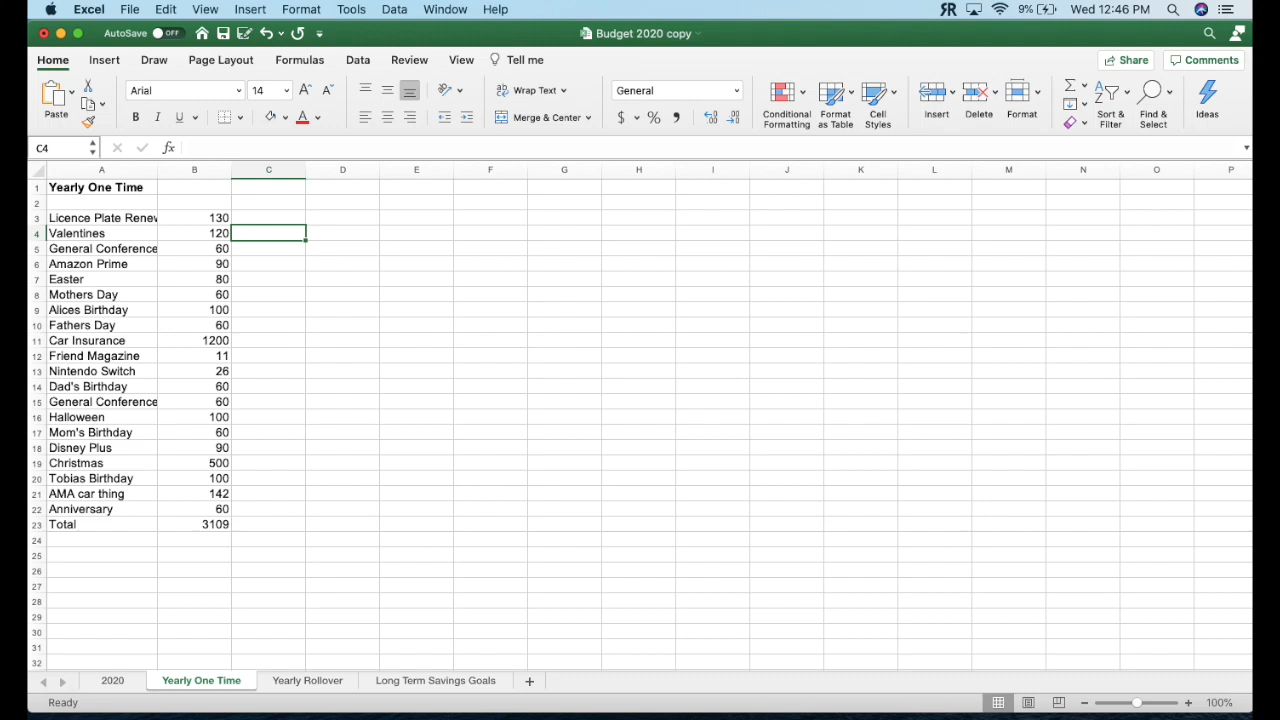 Excel File Edit View Insert Format Tools Data Window Help 9% Wed 12:46 PM
AutoSave OFF Budget 2020 copy
Home Insert Draw Page Layout Formulas Data Review View Tell me Share Comments
Paste Arial 14 Wrap Text General
B I U A Merge & Center $ % Conditional Formatting Format as Table Cell Styles Insert Delete Format Sort & Filter Find & Select Ideas
C4 fx
A B C D E F G H I J K L M N O P
1 Yearly One Time
2
3 Licence Plate Renew 130
4 Valentines 120
5 General Conference 60
6 Amazon Prime 90
7 Easter 80
8 Mothers Day 60
9 Alices Birthday 100
10 Fathers Day 60
11 Car Insurance 1200
12 Friend Magazine 11
13 Nintendo Switch 26
14 Dad's Birthday 60
15 General Conference 60
16 Halloween 100
17 Mom's Birthday 60
18 Disney Plus 90
19 Christmas 500
20 Tobias Birthday 100
21 AMA car thing 142
22 Anniversary 60
23 Total 3109
24
25
26
27
28
29
30
31
32
2020 Yearly One Time Yearly Rollover Long Term Savings Goals
Ready 100%